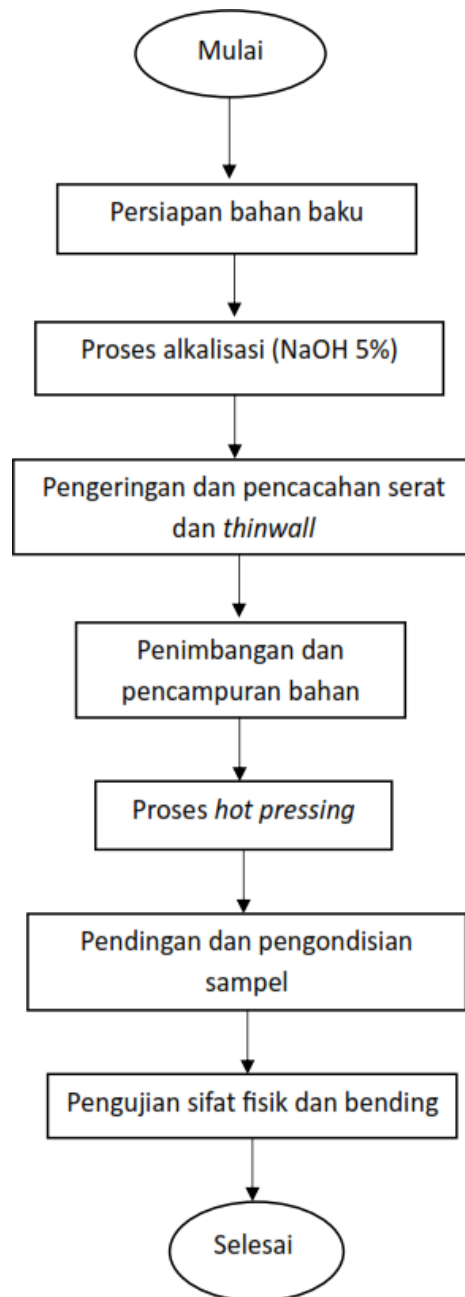 Mulai
Persiapan bahan baku
Proses alkalisasi (NaOH 5%)
Pengeringan dan pencacahan serat
dan thinwall
Penimbangan dan
pencampuran bahan
Proses hot pressing
Pendingan dan pengondisian
sampel
Pengujian sifat fisik dan bending
Selesai